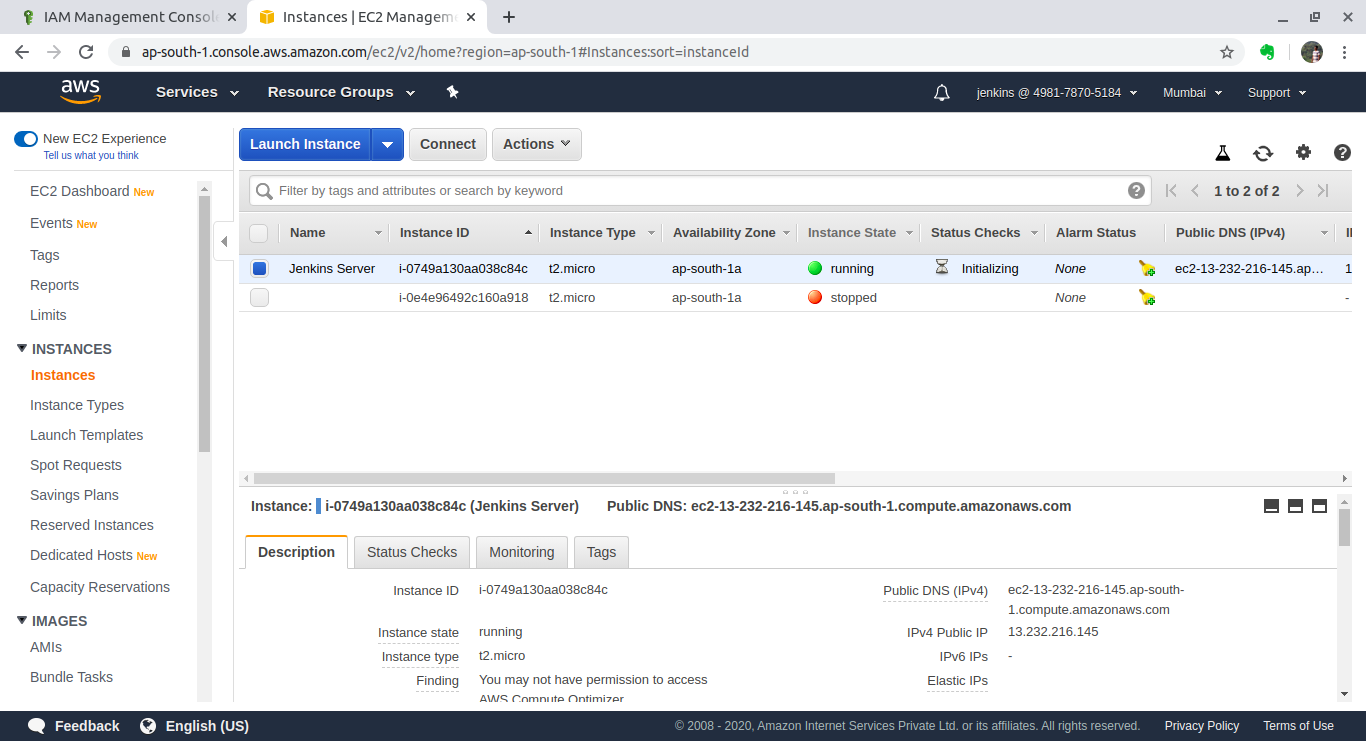 IAM Management Consol
Instances | EC2 Managem
ap-south-1.console.aws.amazon.com/ec2/v2/home?region=ap-south-1#Instances:sort=instanceId
aws Services Resource Groups jenkins @ 4981-7870-5184 Mumbai Support
New EC2 Experience
Tell us what you think
EC2 Dashboard New
Events New
Tags
Reports
Limits
INSTANCES
Instances
Instance Types
Launch Templates
Spot Requests
Savings Plans
Reserved Instances
Dedicated Hosts New
Capacity Reservations
IMAGES
AMIs
Bundle Tasks
Launch Instance Connect Actions
Filter by tags and attributes or search by keyword 1 to 2 of 2
Name Instance ID Instance Type Availability Zone Instance State Status Checks Alarm Status Public DNS (IPv4)
Jenkins Server i-0749a130aa038c84c t2.micro ap-south-1a running Initializing None ec2-13-232-216-145.ap... 1
i-0e4e96492c160a918 t2.micro ap-south-1a stopped None -
Instance: i-0749a130aa038c84c (Jenkins Server) Public DNS: ec2-13-232-216-145.ap-south-1.compute.amazonaws.com
Description Status Checks Monitoring Tags
Instance ID i-0749a130aa038c84c
Instance state running
Instance type t2.micro
Finding You may not have permission to access
AWS Compute Optimizer
Public DNS (IPv4) ec2-13-232-216-145.ap-south-
1.compute.amazonaws.com
IPv4 Public IP 13.232.216.145
IPv6 IPs -
Elastic IPs
Feedback English (US) © 2008 - 2020, Amazon Internet Services Private Ltd. or its affiliates. All rights reserved. Privacy Policy Terms of Use